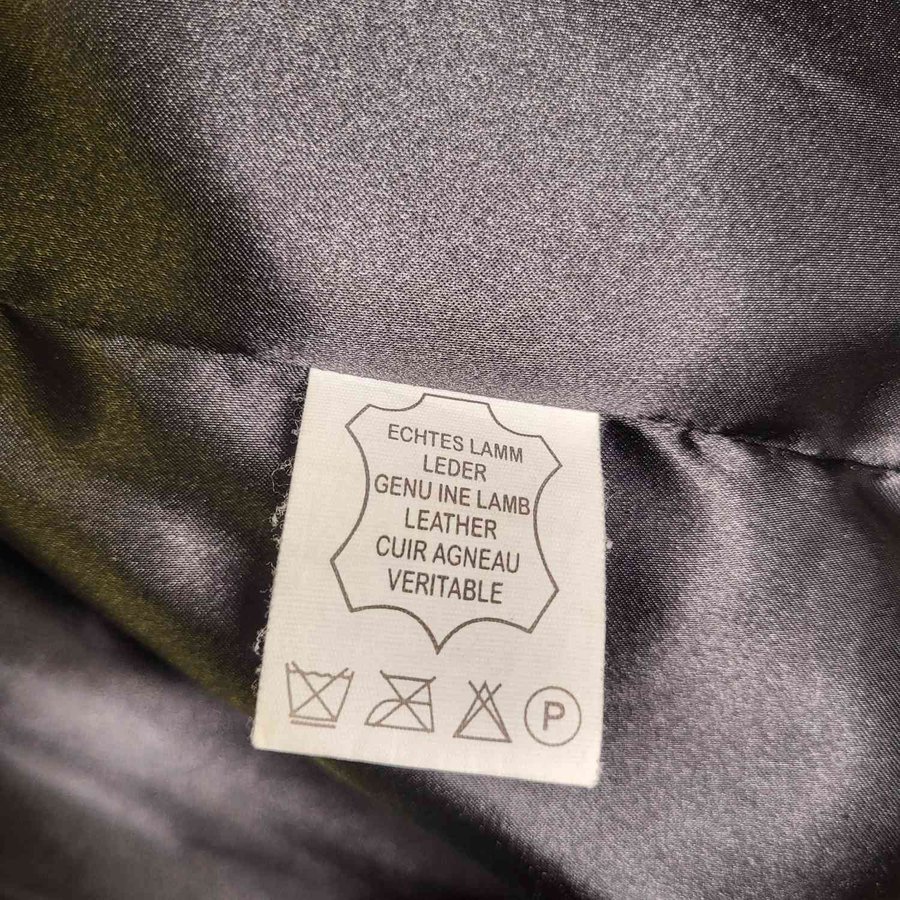 ECHTES LAMM
LEDER
GENU INE LAMB
LEATHER
CUIR AGNEAU
VERITABLE
P